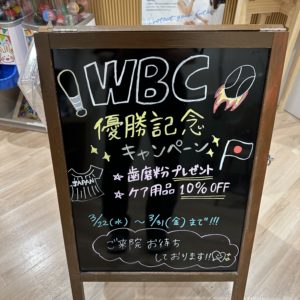 WBC
優勝記念
キャンペーン
☆ 歯磨粉プレゼント
☆ ケア用品 10%OFF
JAPAN
3/22(水) ～ 3/31(金)まで!!!
ご来院 お待ち
しております!!